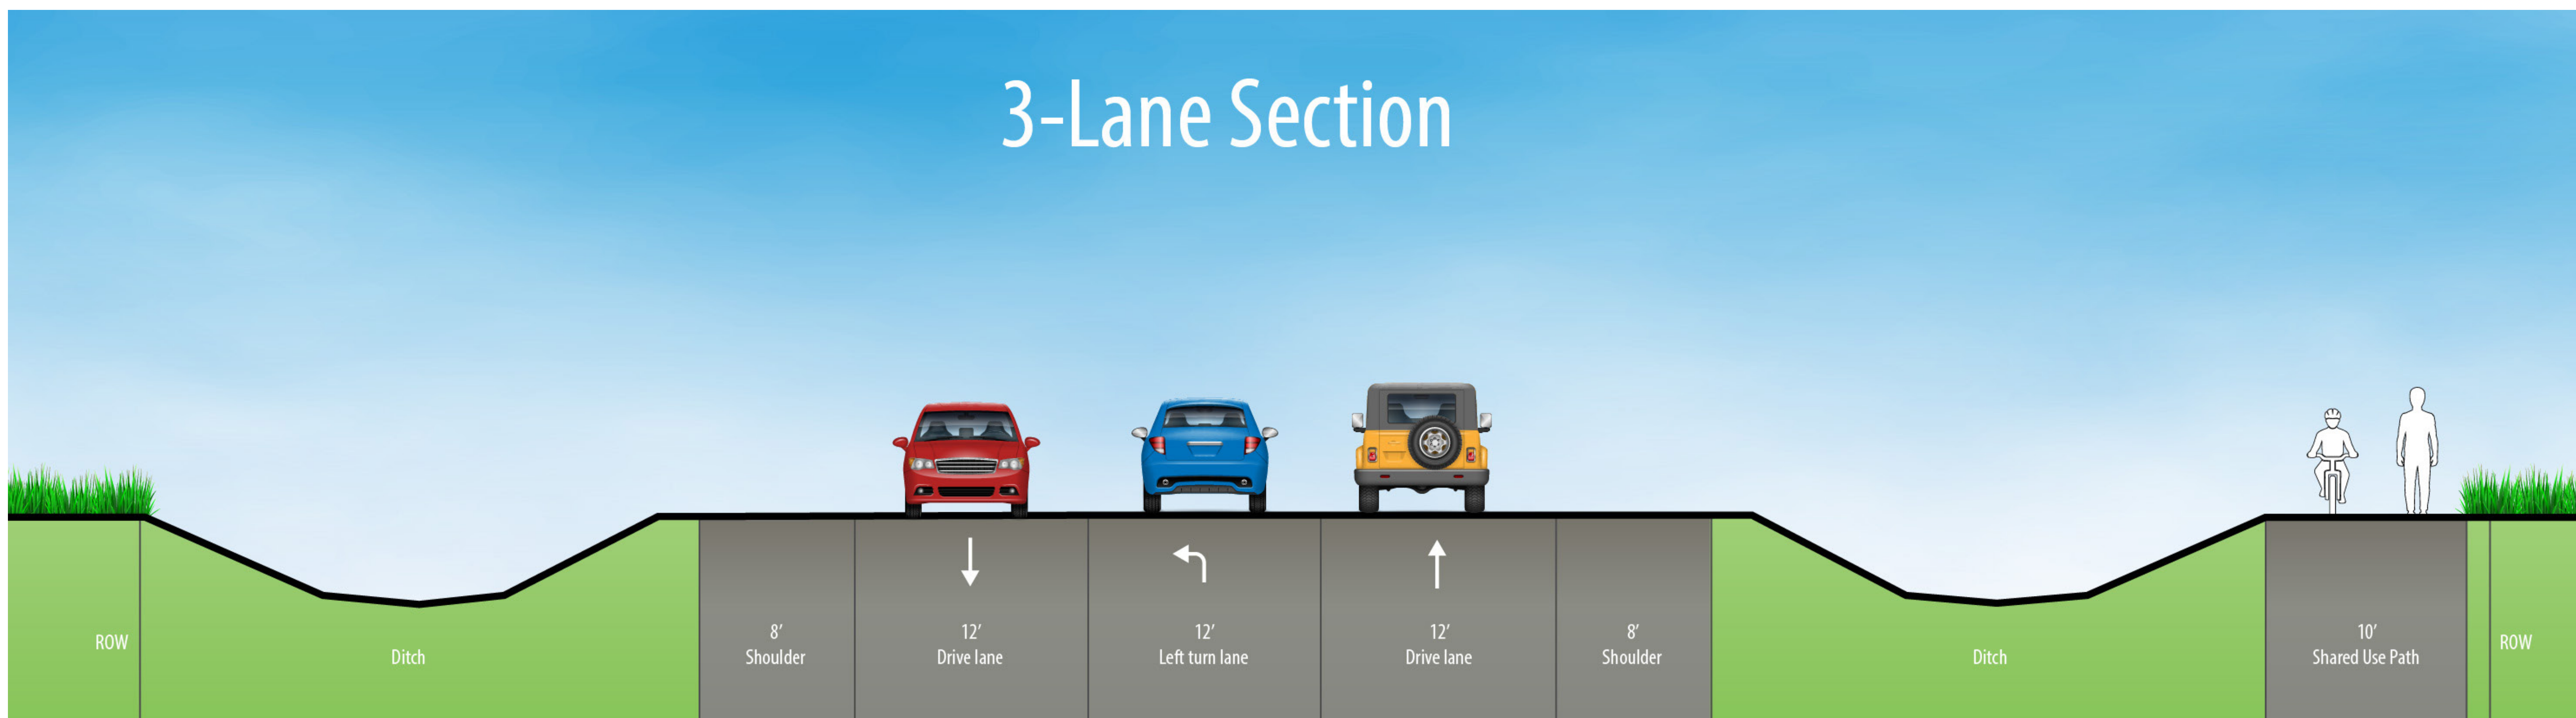 3-Lane Section
ROW
Ditch
8’
Shoulder
12’
Drive lane
12’
Left turn lane
12’
Drive lane
8’
Shoulder
Ditch
10’
Shared Use Path
ROW